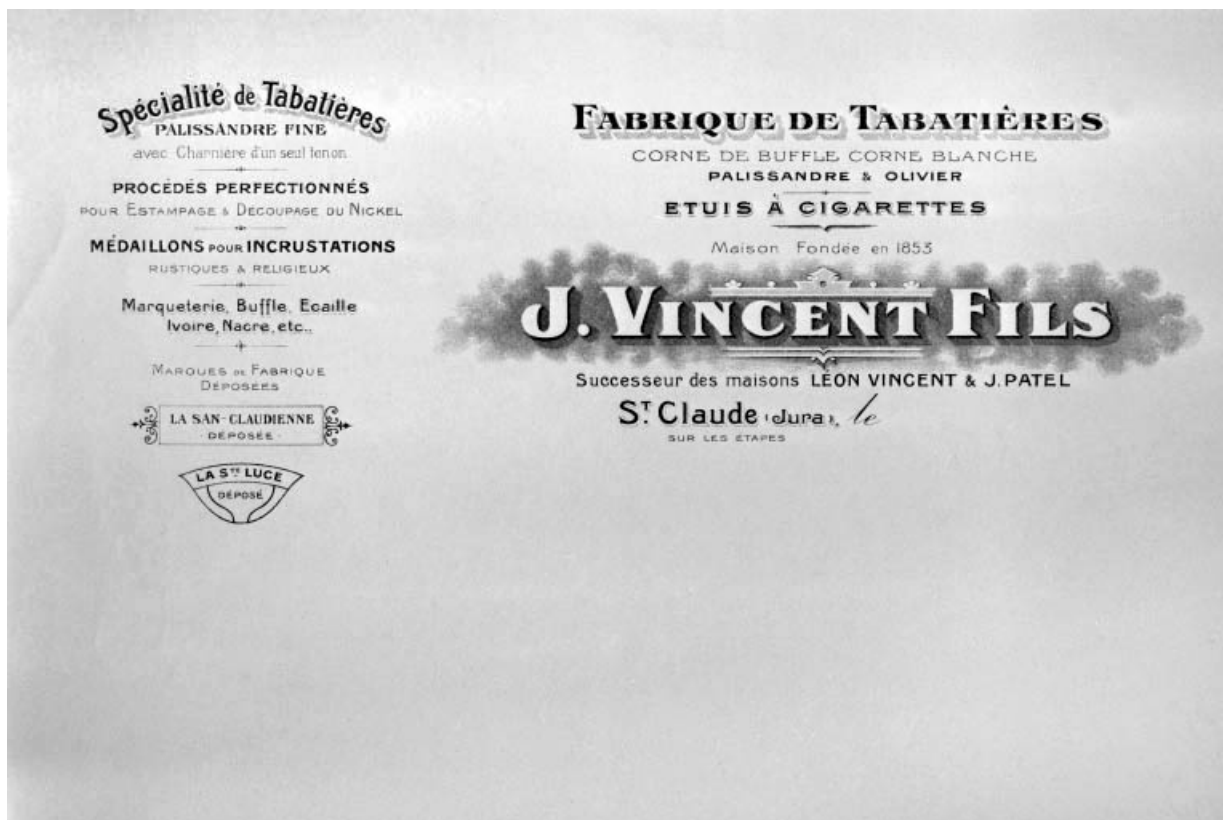 Spécialité de Tabatières
PALISSANDRE FINE
avec Charnière d'un seul tenon
PROCÉDÉS PERFECTIONNÉS
POUR ESTAMPAGE & DÉCOUPAGE DU NICKEL
MÉDAILLONS POUR INCRUSTATIONS
RUSTIQUES & RELIGIEUX
Marqueterie, Buffle, Ecaille
Ivoire, Nacre, etc..
MARQUES DE FABRIQUE
DÉPOSÉES
LA SAN-CLAUDIENNE
- DÉPOSÉE -
LA STE LUCE
DÉPOSÉ
FABRIQUE DE TABATIÈRES
CORNE DE BUFFLE CORNE BLANCHE
PALISSANDRE & OLIVIER
ETUIS À CIGARETTES
Maison Fondée en 1853
J. VINCENT FILS
Successeur des maisons LÉON VINCENT & J. PATEL
ST Claude (Jura), le
SUR LES ÉTAPES